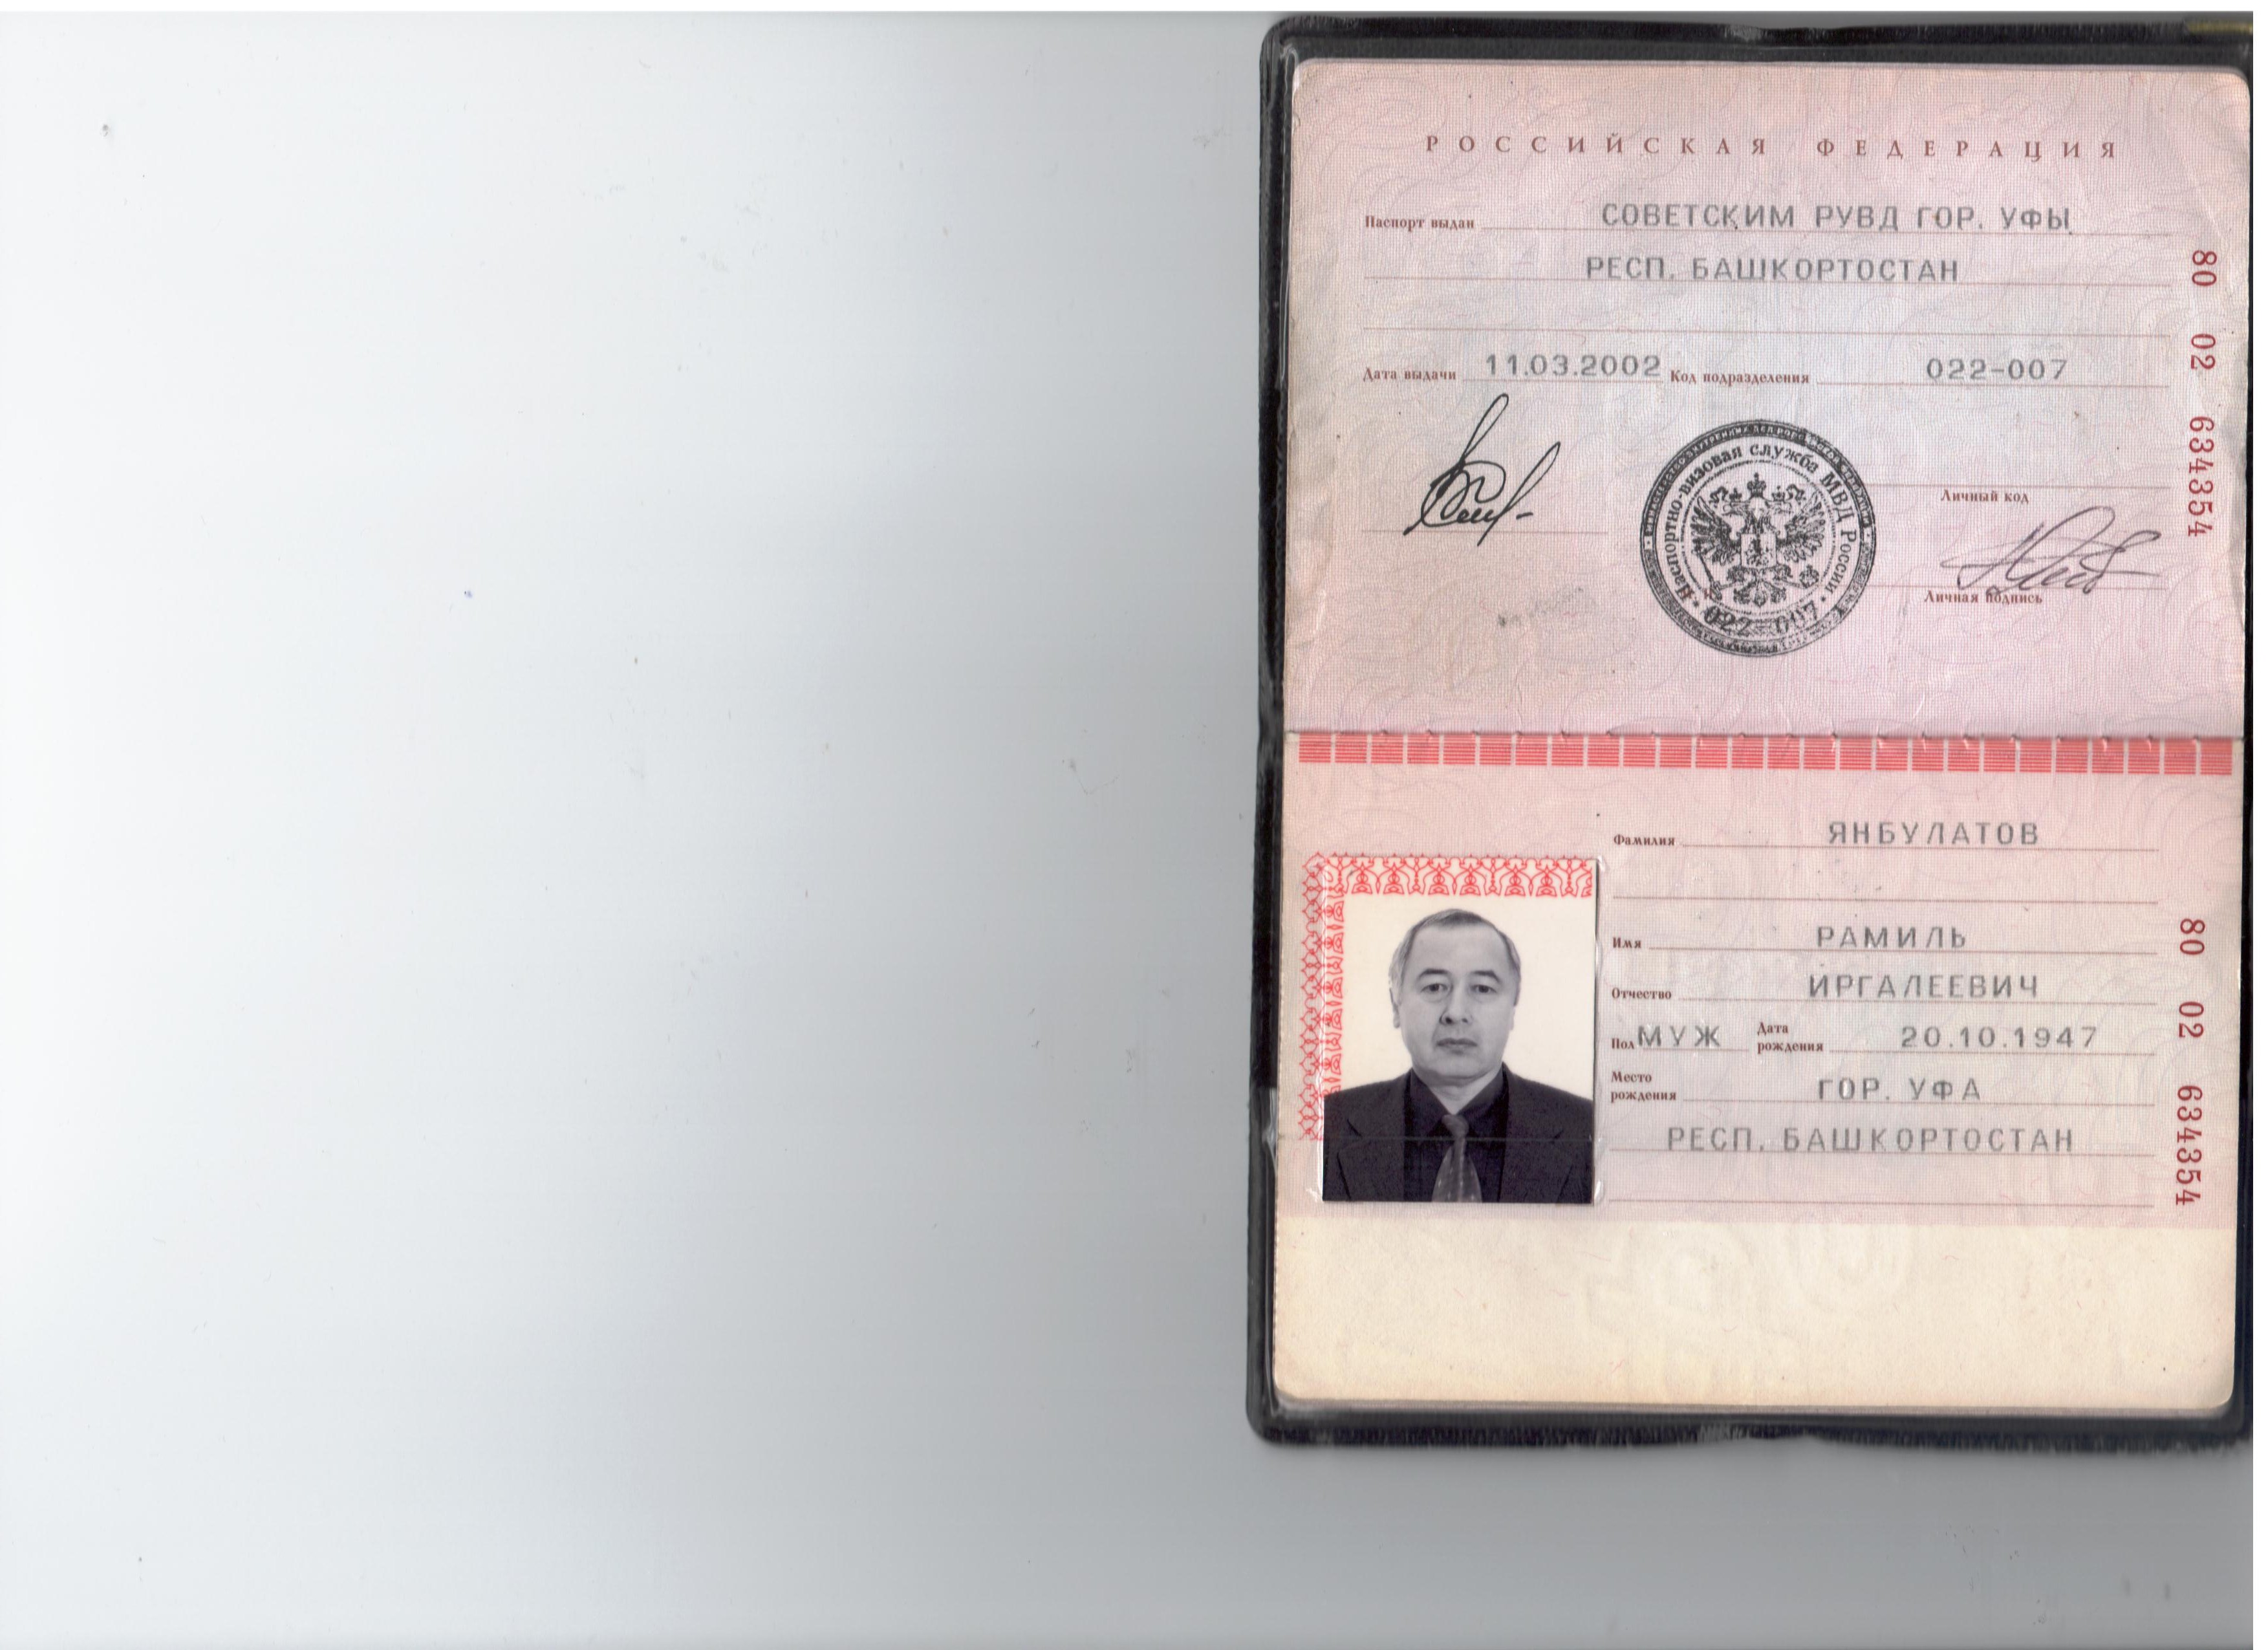 РОССИЙСКАЯ ФЕДЕРАЦИЯ
Паспорт выдан СОВЕТСКИМ РУВД ГОР. УФЫ
РЕСП. БАШКОРТОСТАН
Дата выдачи 11.03.2002 Код подразделения 022-007
Личный код
Личная подпись
Паспортно-визовая служба МВД России
022-007
80 02 634354
Фамилия ЯНБУЛАТОВ
Имя РАМИЛЬ
Отчество ИРГАЛЕЕВИЧ
Пол МУЖ Дата рождения 20.10.1947
Место рождения ГОР. УФА
РЕСП. БАШКОРТОСТАН
80 02 634354